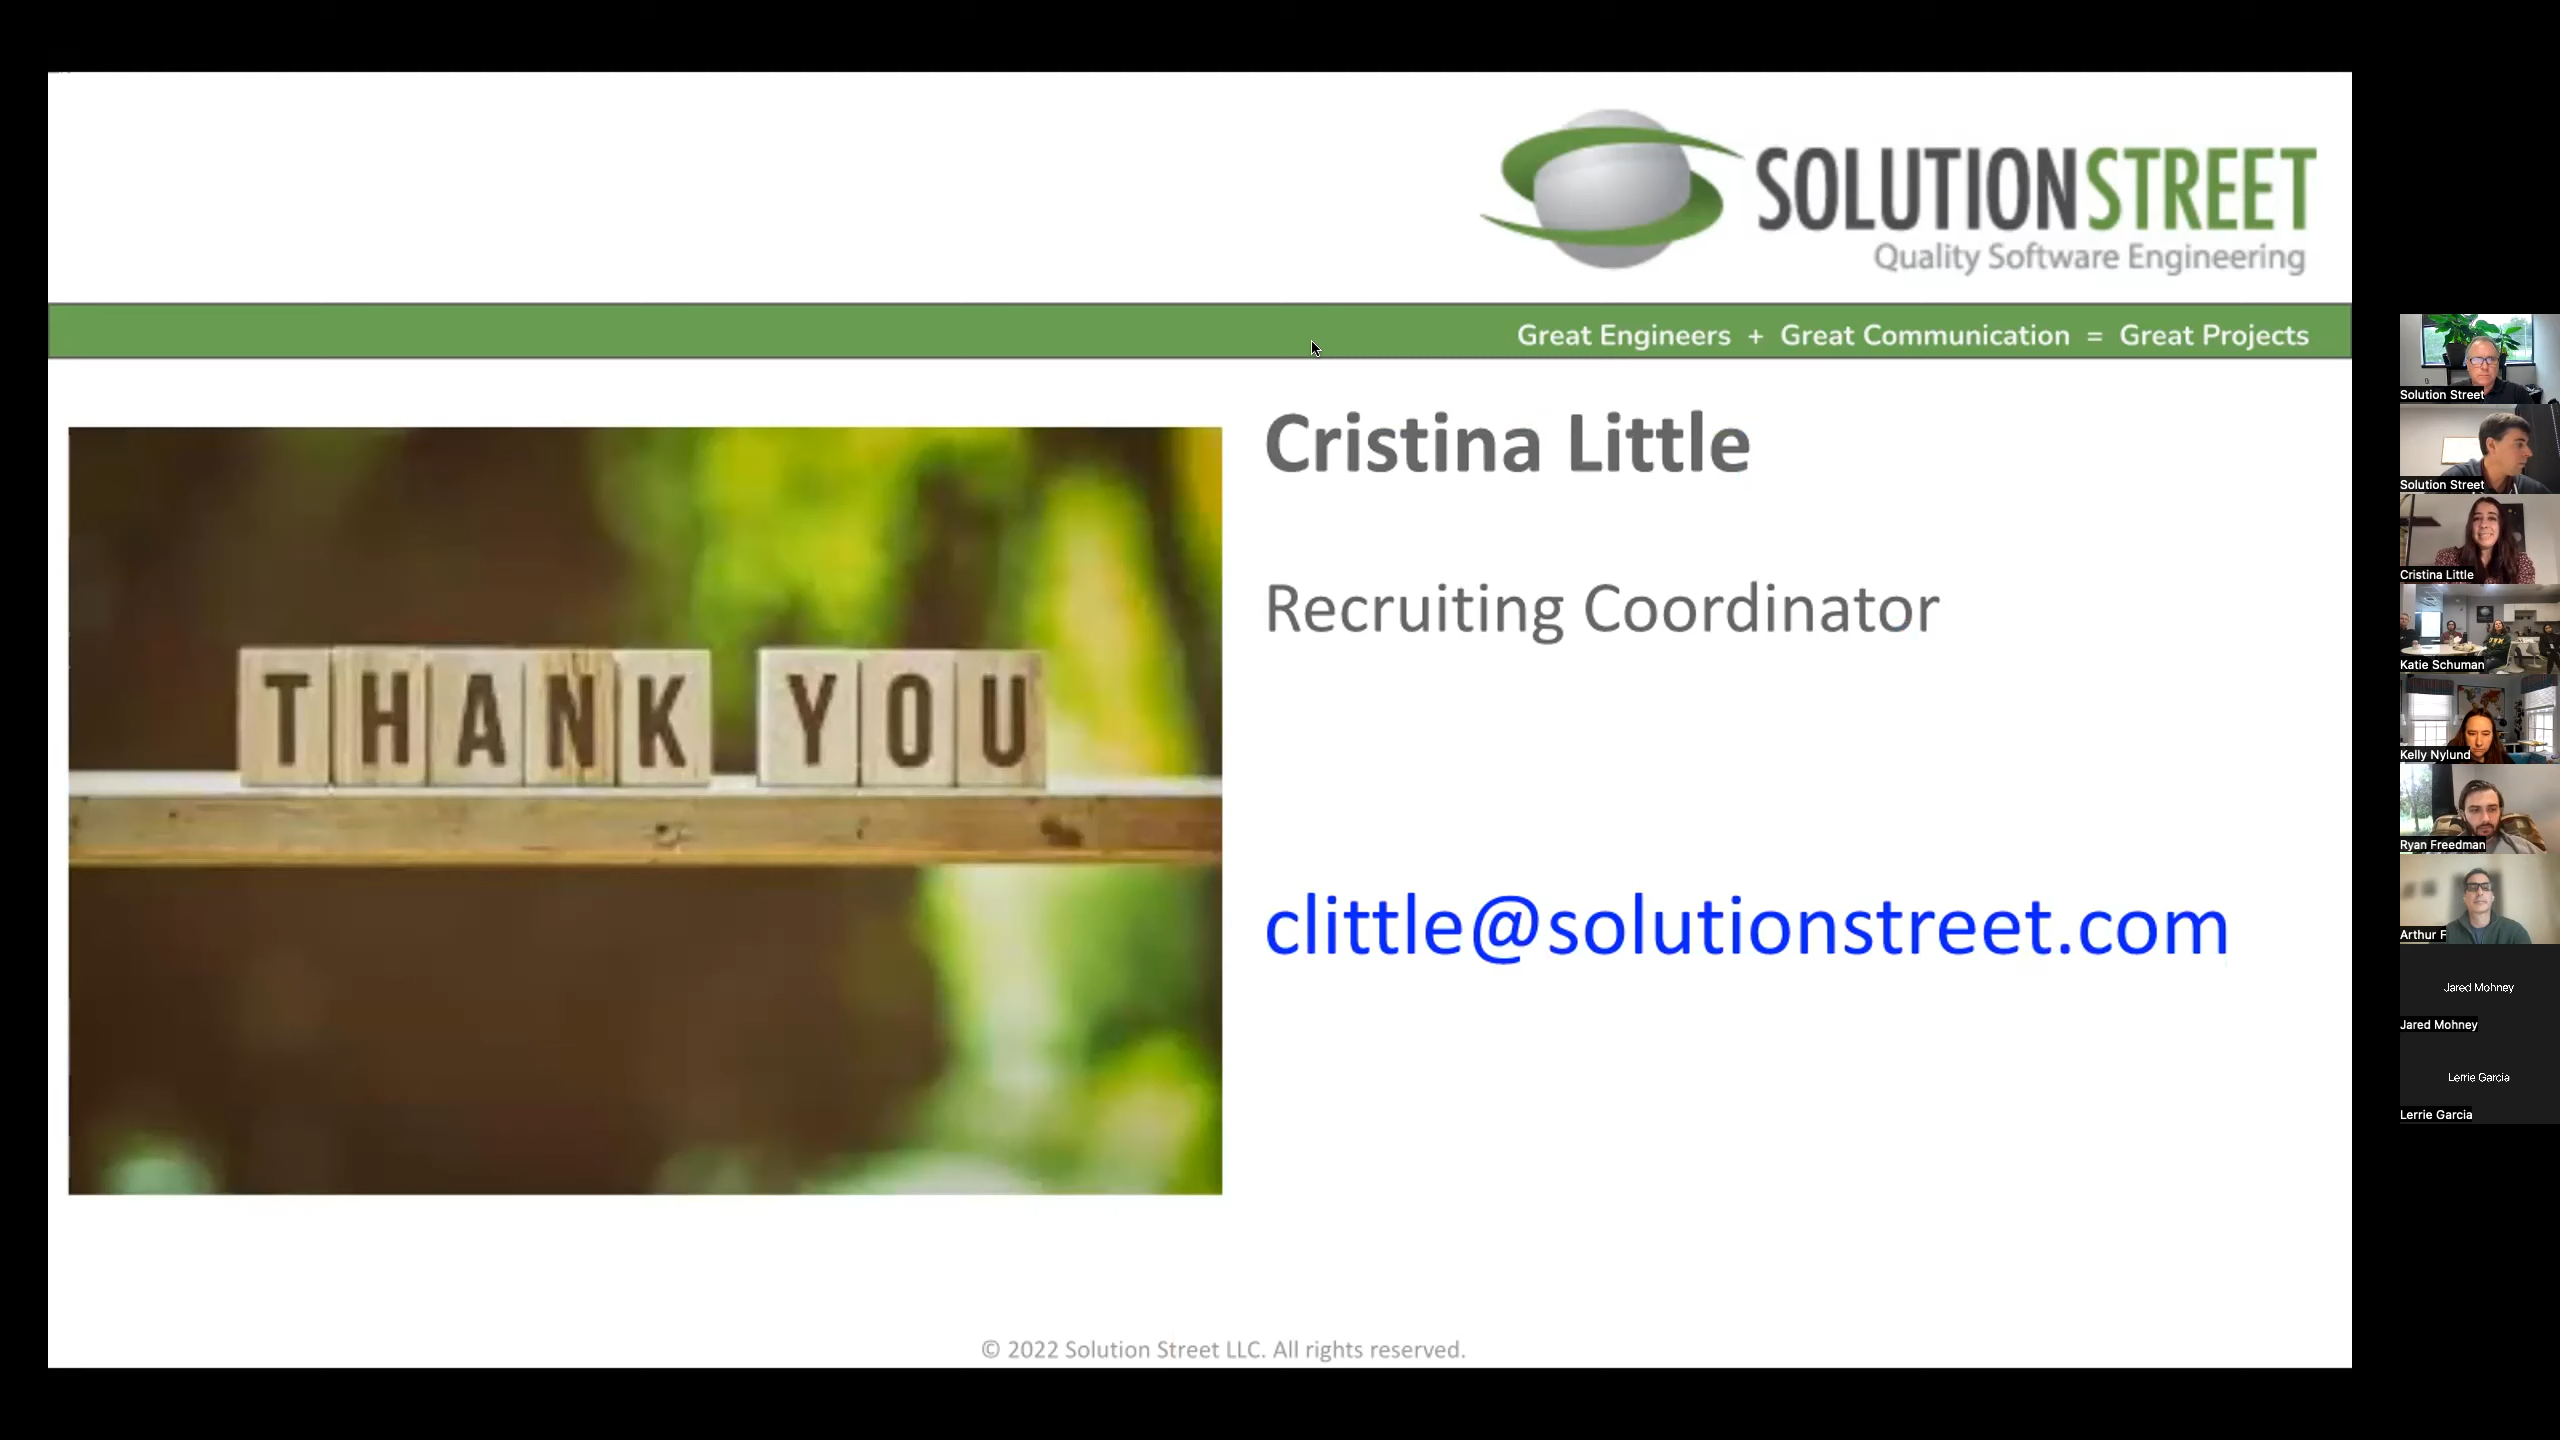 SOLUTIONSTREET
Quality Software Engineering
Great Engineers + Great Communication = Great Projects
Cristina Little
Recruiting Coordinator
THANK YOU
clittle@solutionstreet.com
© 2022 Solution Street LLC. All rights reserved.
Solution Street
Solution Street
Cristina Little
Katie Schuman
Kelly Nylund
Ryan Freedman
Arthur F
Jared Mohney
Jared Mohney
Lerrie Garcia
Lerrie Garcia